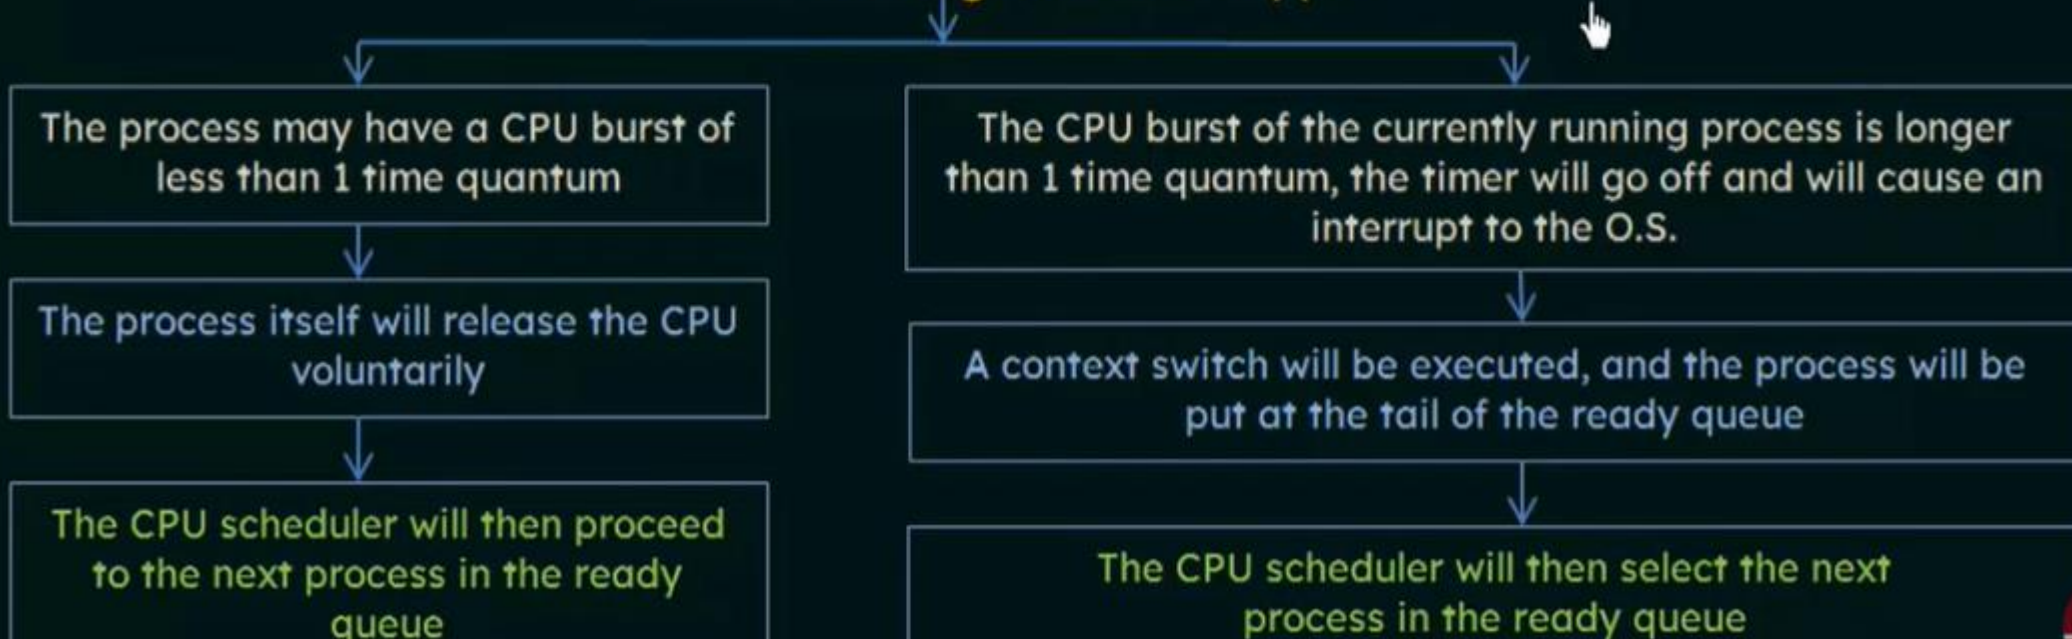 The process may have a CPU burst of
less than 1 time quantum
The process itself will release the CPU
voluntarily
The CPU scheduler will then proceed
to the next process in the ready
queue
The CPU burst of the currently running process is longer
than 1 time quantum, the timer will go off and will cause an
interrupt to the O.S.
A context switch will be executed, and the process will be
put at the tail of the ready queue
The CPU scheduler will then select the next
process in the ready queue